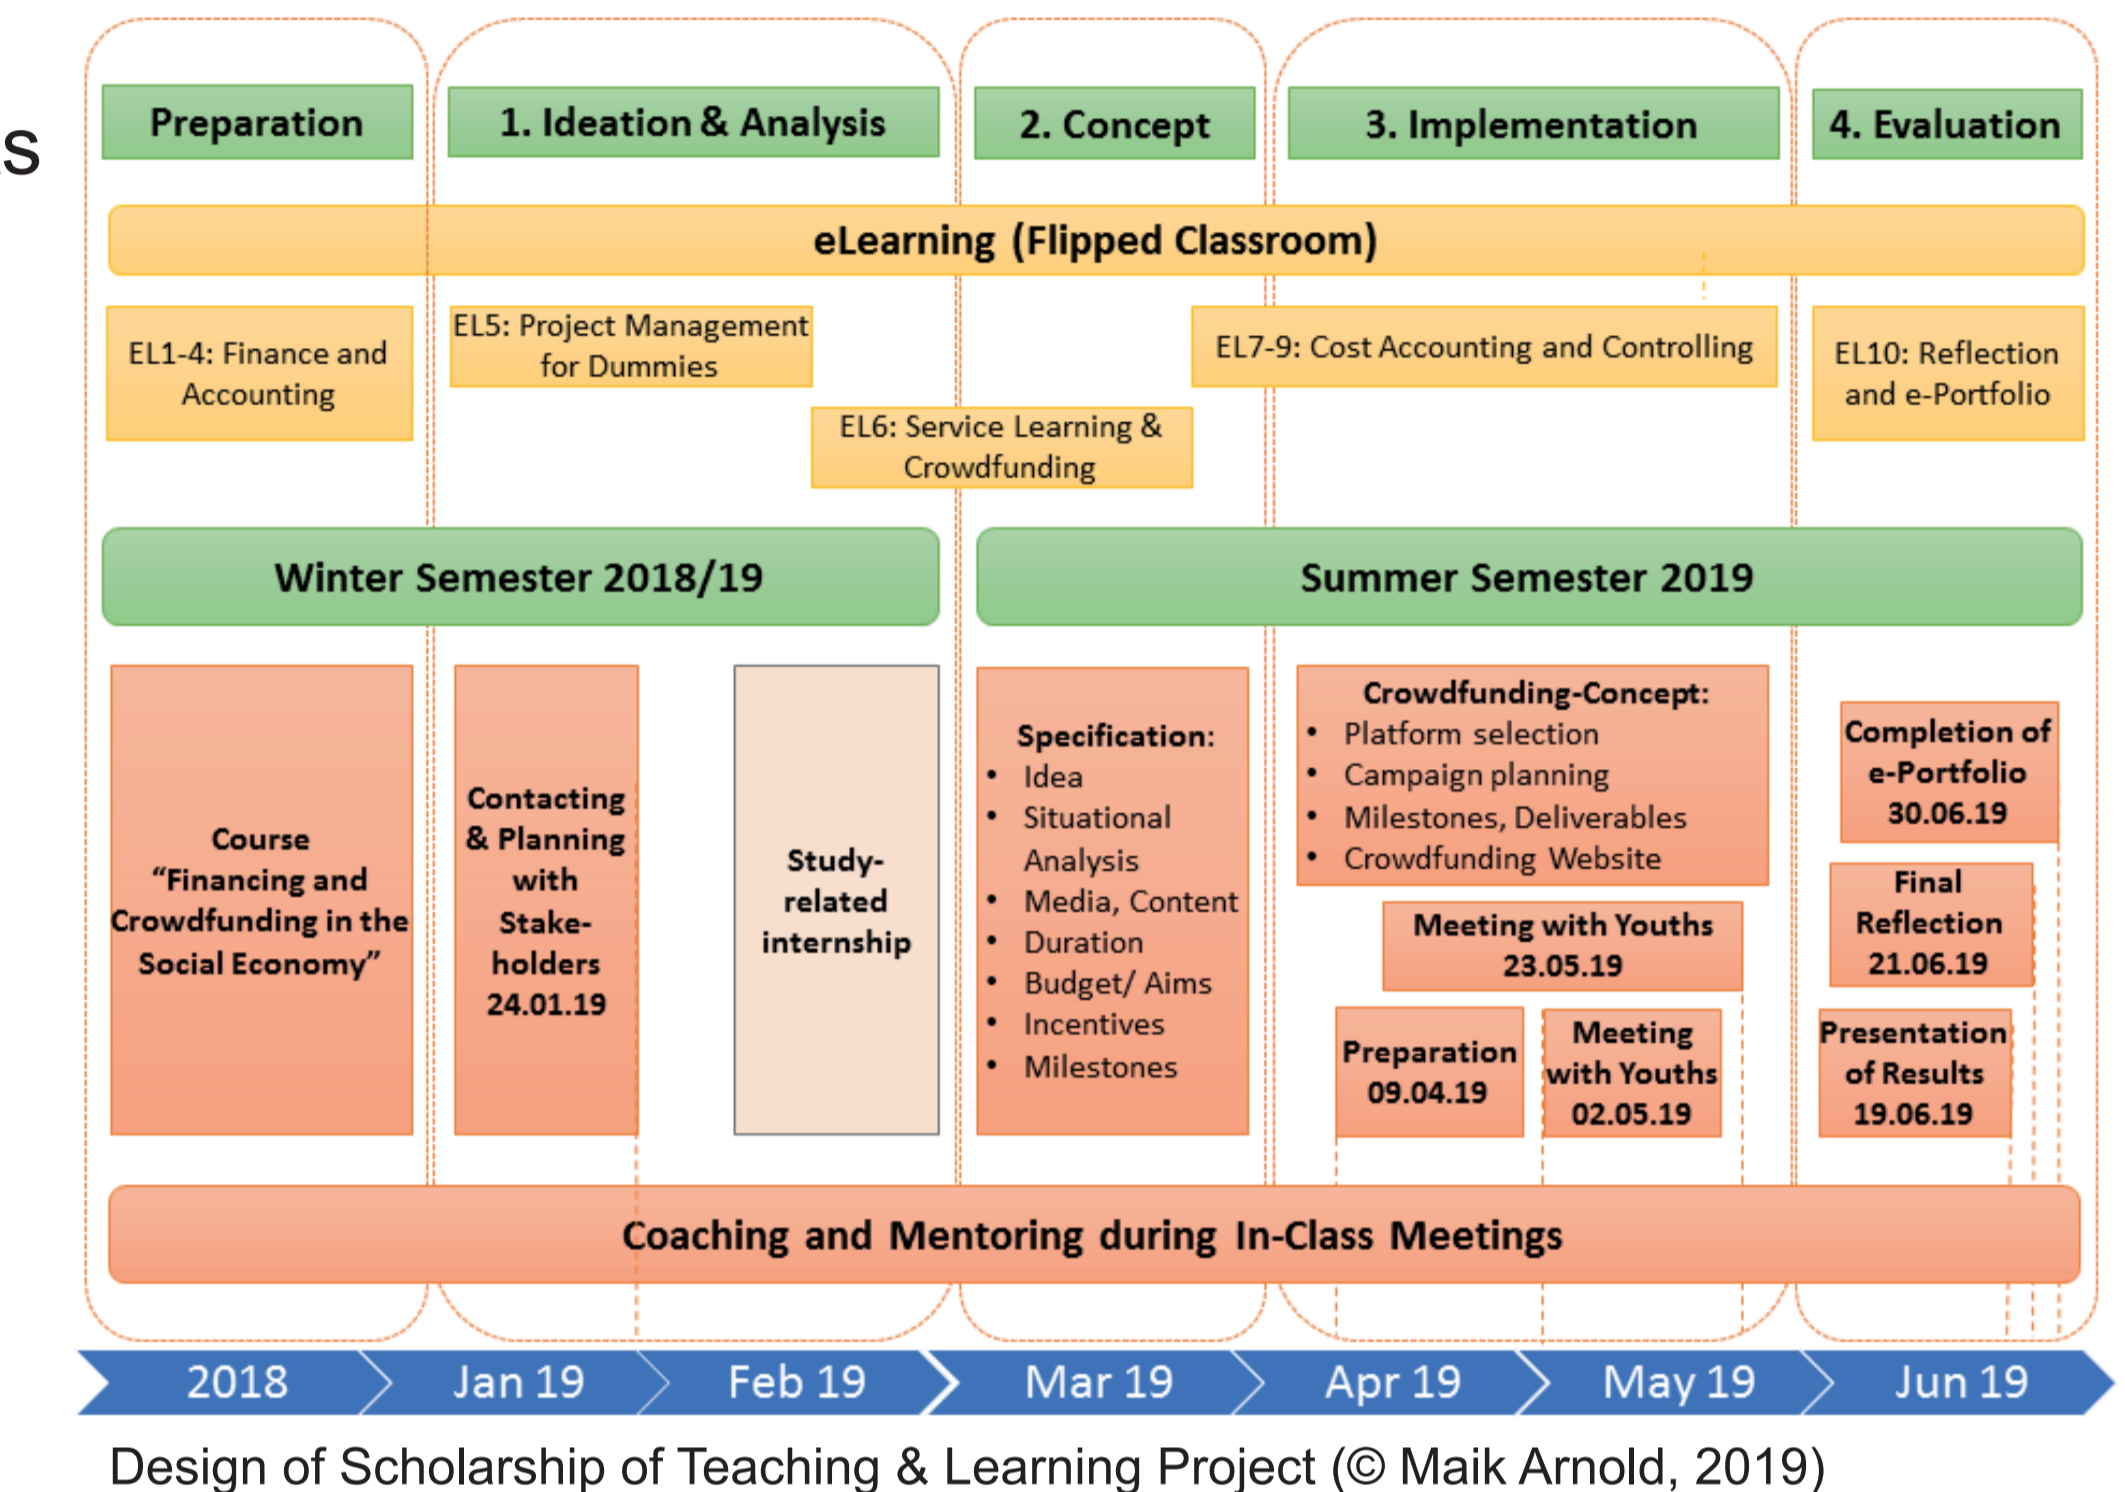 Preparation
1. Ideation & Analysis
2. Concept
3. Implementation
4. Evaluation
eLearning (Flipped Classroom)
EL1-4: Finance and
Accounting
EL5: Project Management
for Dummies
EL6: Service Learning &
Crowdfunding
EL7-9: Cost Accounting and Controlling
EL10: Reflection
and e-Portfolio
Winter Semester 2018/19
Summer Semester 2019
Course
“Financing and
Crowdfunding in the
Social Economy”
Contacting
& Planning
with
Stake-
holders
24.01.19
Study-
related
internship
Specification:
• Idea
• Situational
Analysis
• Media, Content
• Duration
• Budget/ Aims
• Incentives
• Milestones
Crowdfunding-Concept:
• Platform selection
• Campaign planning
• Milestones, Deliverables
• Crowdfunding Website
Meeting with Youths
23.05.19
Preparation
09.04.19
Meeting
with Youths
02.05.19
Completion of
e-Portfolio
30.06.19
Final
Reflection
21.06.19
Presentation
of Results
19.06.19
Coaching and Mentoring during In-Class Meetings
2018
Jan 19
Feb 19
Mar 19
Apr 19
May 19
Jun 19
Design of Scholarship of Teaching & Learning Project (© Maik Arnold, 2019)